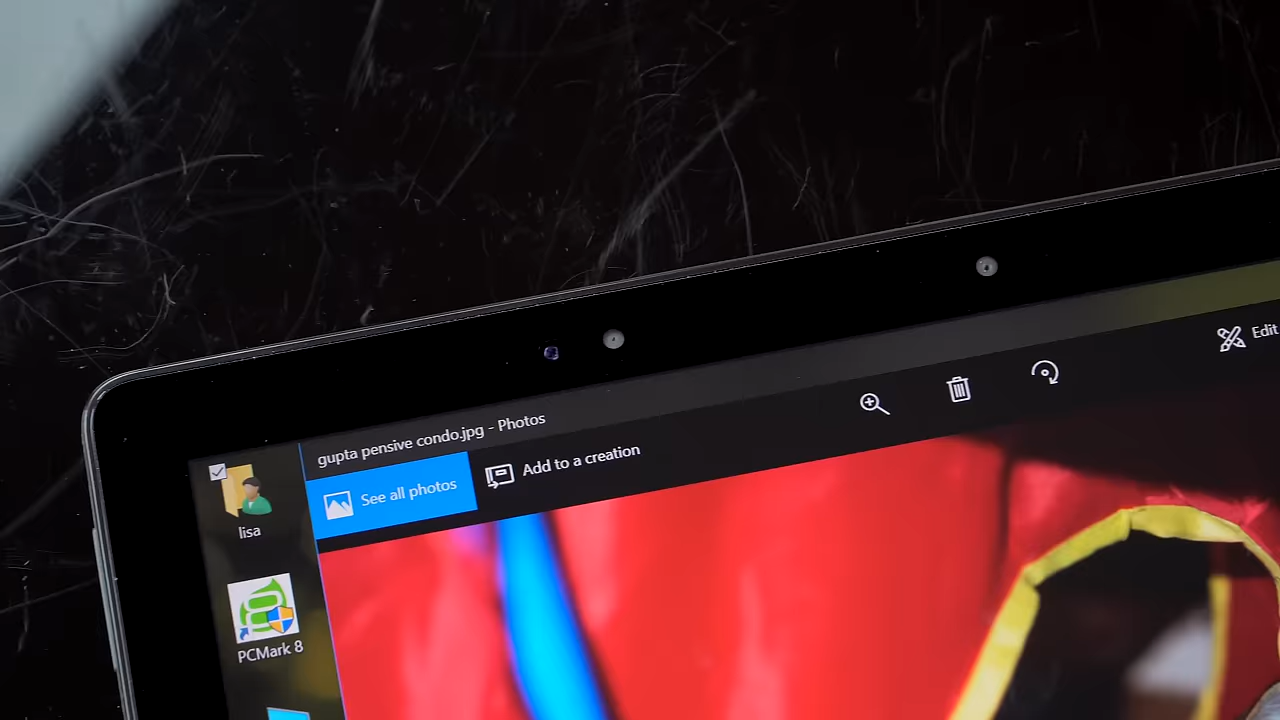 gupta pensive condo.jpg - Photos
See all photos
Add to a creation
Edit
lisa
PCMark 8